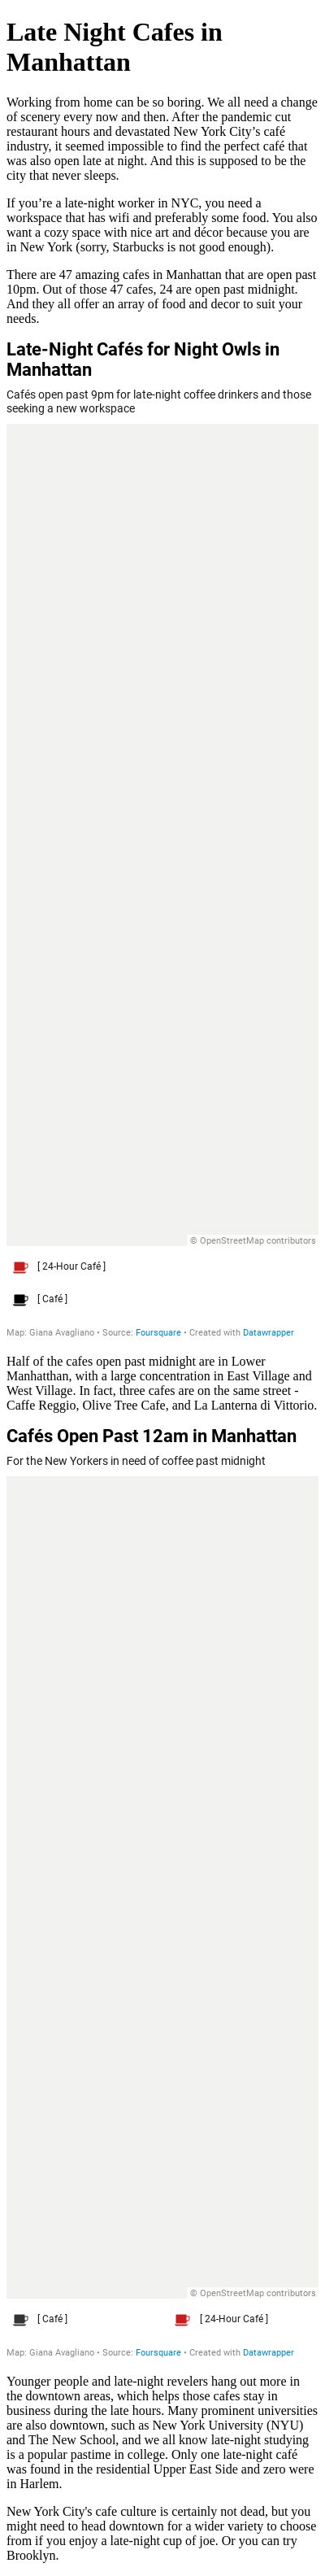 Late Night Cafes in
Manhattan
Working from home can be so boring. We all need a change
of scenery every now and then. After the pandemic cut
restaurant hours and devastated New York City’s café
industry, it seemed impossible to find the perfect café that
was also open late at night. And this is supposed to be the
city that never sleeps.
If you’re a late-night worker in NYC, you need a
workspace that has wifi and preferably some food. You also
want a cozy space with nice art and décor because you are
in New York (sorry, Starbucks is not good enough).
There are 47 amazing cafes in Manhattan that are open past
10pm. Out of those 47 cafes, 24 are open past midnight.
And they all offer an array of food and decor to suit your
needs.
Late-Night Cafés for Night Owls in
Manhattan
Cafés open past 9pm for late-night coffee drinkers and those
seeking a new workspace
© OpenStreetMap contributors
[ 24-Hour Café ]
[ Café ]
Map: Giana Avagliano • Source: Foursquare • Created with Datawrapper
Half of the cafes open past midnight are in Lower
Manhatthan, with a large concentration in East Village and
West Village. In fact, three cafes are on the same street -
Caffe Reggio, Olive Tree Cafe, and La Lanterna di Vittorio.
Cafés Open Past 12am in Manhattan
For the New Yorkers in need of coffee past midnight
© OpenStreetMap contributors
[ Café ] [ 24-Hour Café ]
Map: Giana Avagliano • Source: Foursquare • Created with Datawrapper
Younger people and late-night revelers hang out more in
the downtown areas, which helps those cafes stay in
business during the late hours. Many prominent universities
are also downtown, such as New York University (NYU)
and The New School, and we all know late-night studying
is a popular pastime in college. Only one late-night café
was found in the residential Upper East Side and zero were
in Harlem.
New York City's cafe culture is certainly not dead, but you
might need to head downtown for a wider variety to choose
from if you enjoy a late-night cup of joe. Or you can try
Brooklyn.